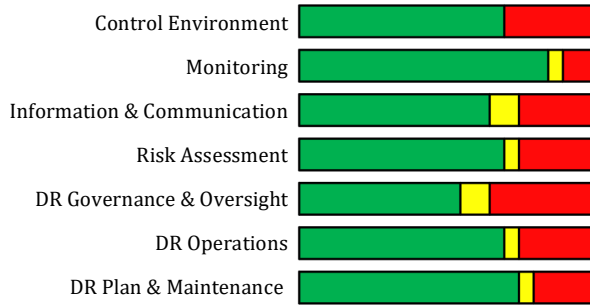 Control Environment
Monitoring
Information & Communication
Risk Assessment
DR Governance & Oversight
DR Operations
DR Plan & Maintenance